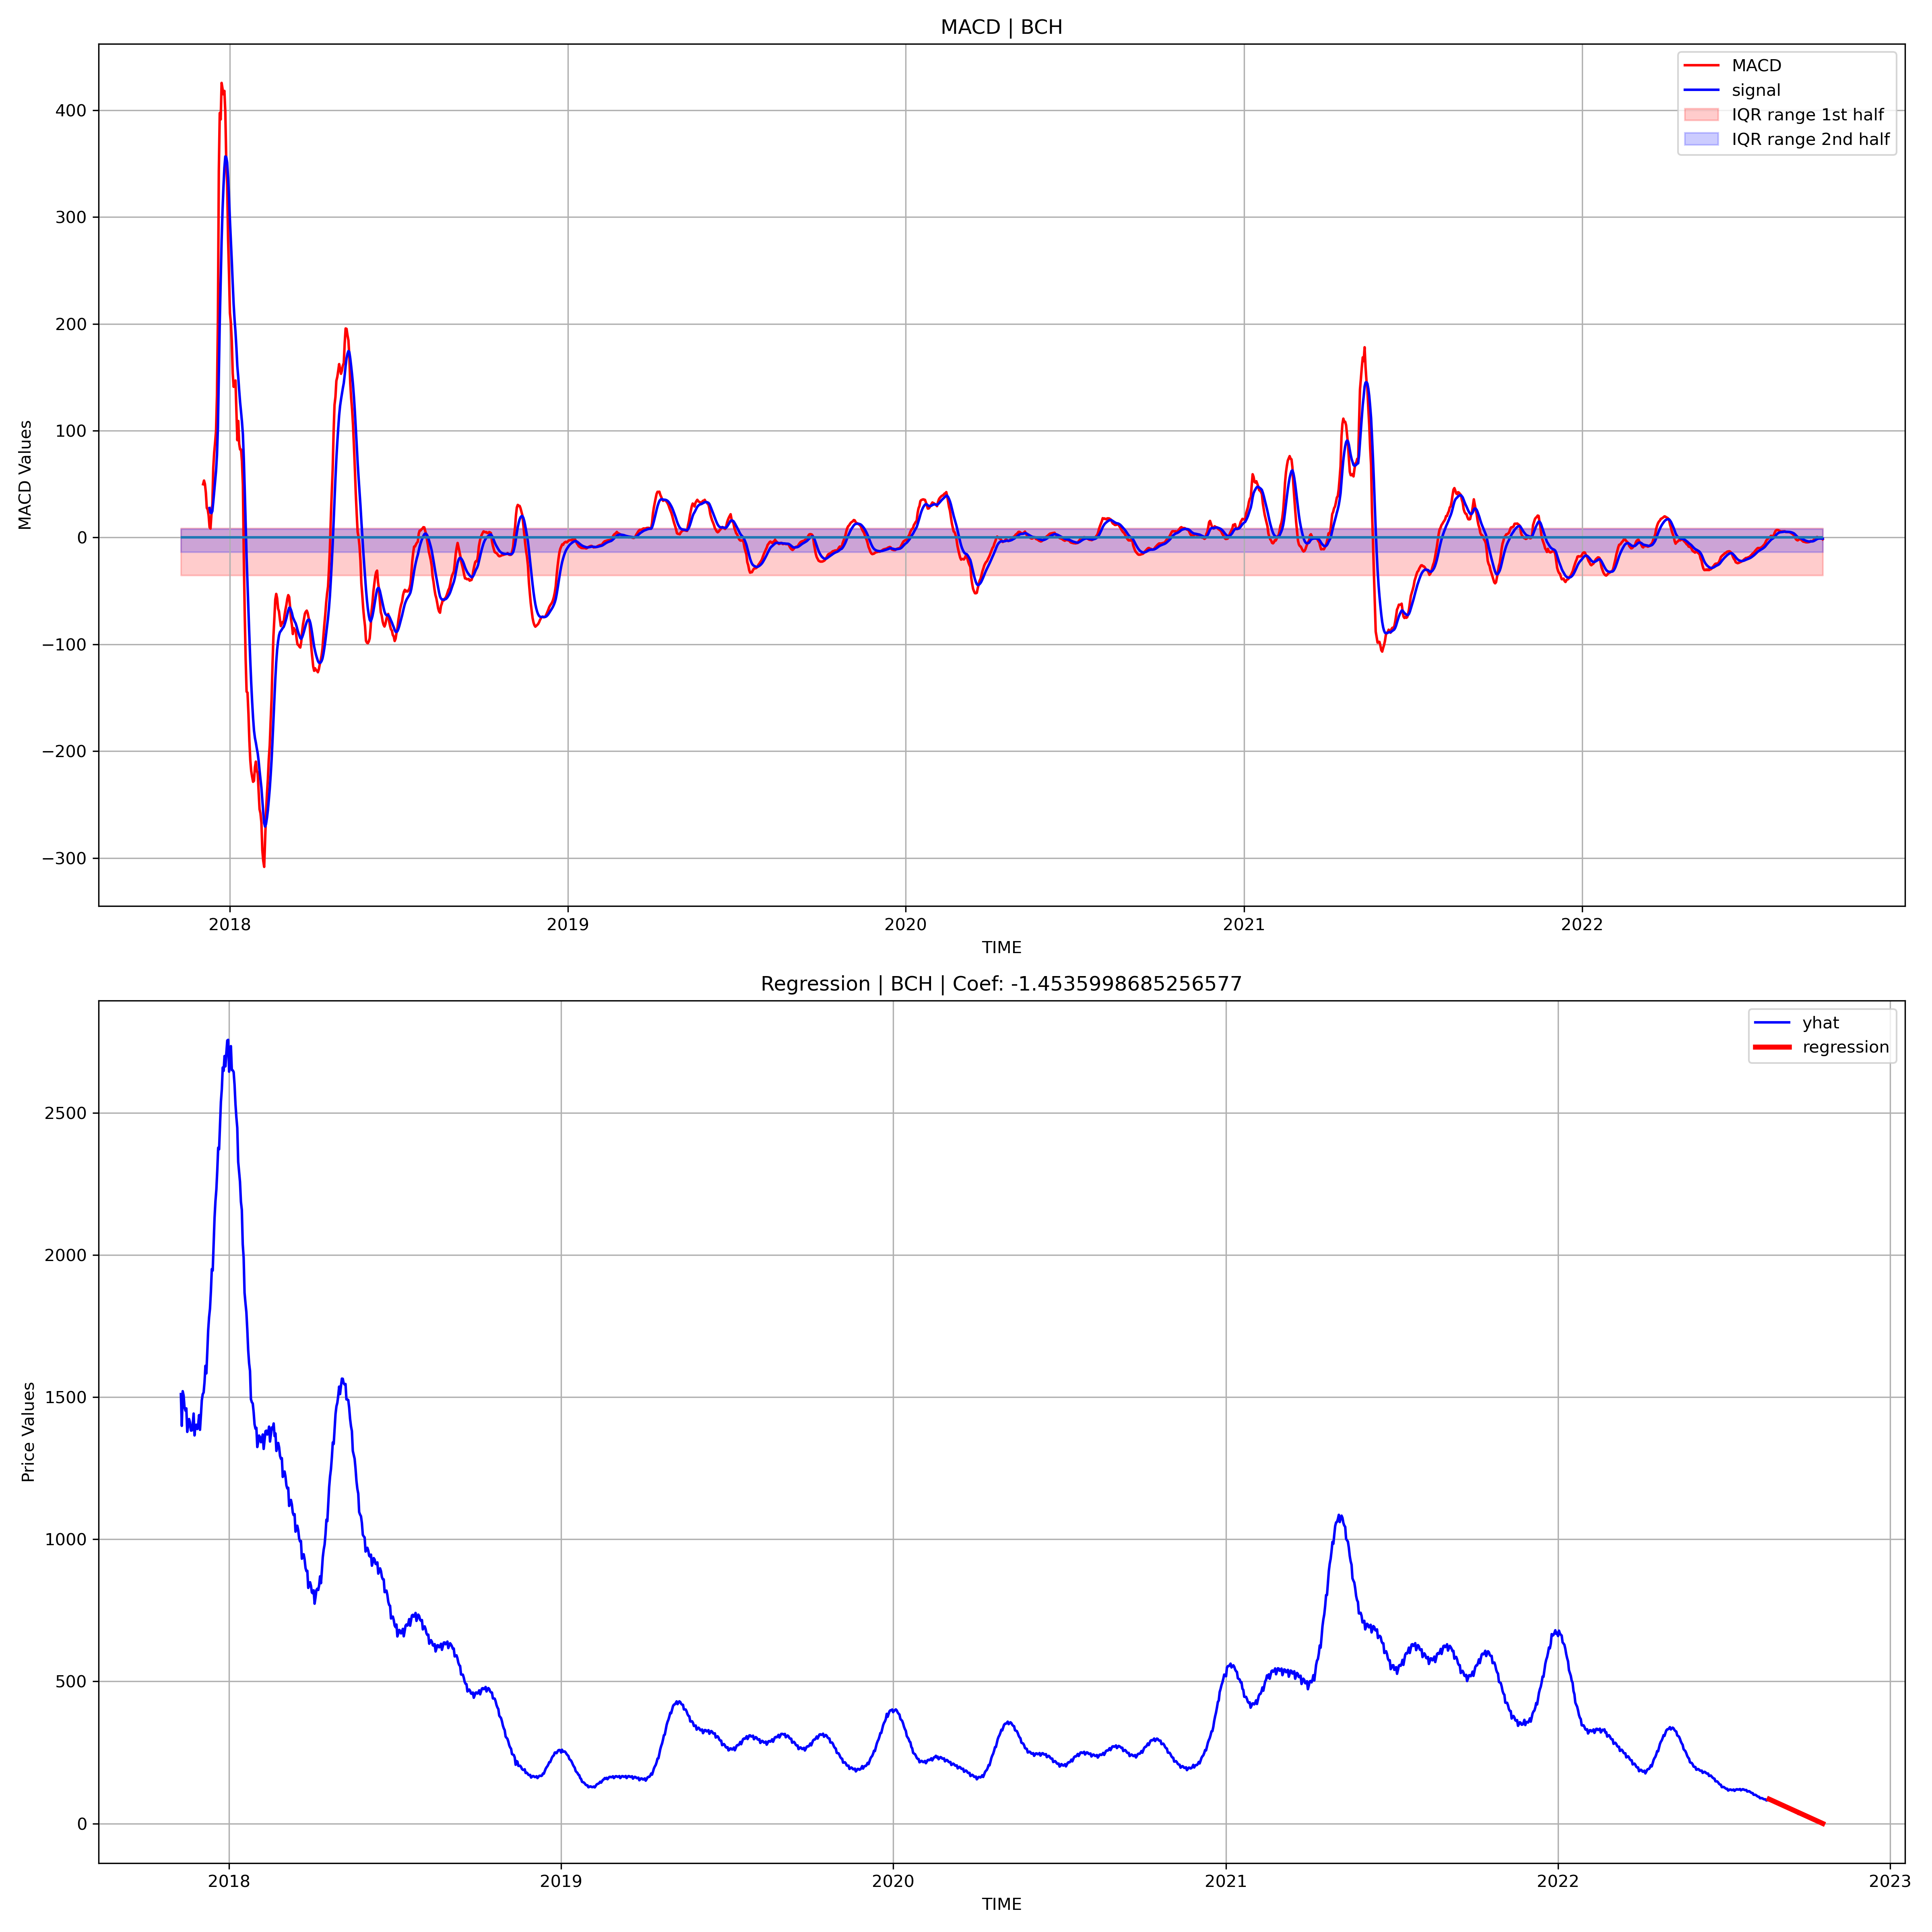 MACD | BCH
MACD
signal
IQR range 1st half
IQR range 2nd half
400
300
200
100
0
−100
−200
−300
MACD Values
2018 2019 2020 2021 2022
TIME
Regression | BCH | Coef: -1.4535998685256577
yhat
regression
2500
2000
1500
1000
500
0
Price Values
2018 2019 2020 2021 2022 2023
TIME